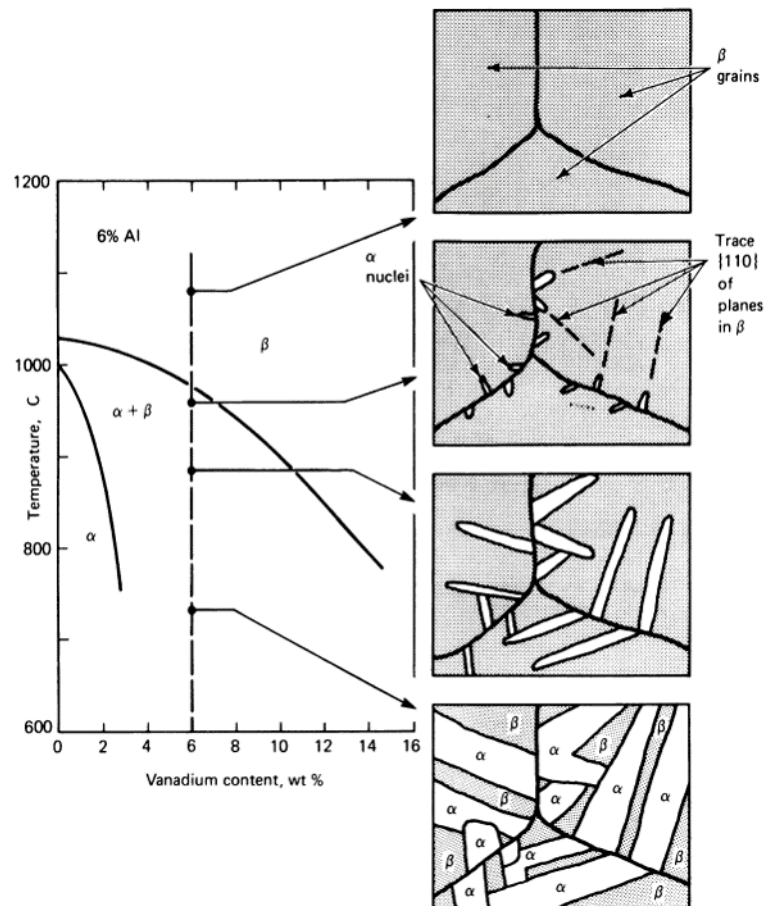 β
grains
1200
6% Al
α
nuclei
Trace
{110}
of
planes
in β
β
1000
α + β
Temperature, C
α
800
600
0 2 4 6 8 10 12 14 16
Vanadium content, wt %
β
α
β
α
β
α
α
β
β
α
α
α
α
β
α
α
β
β